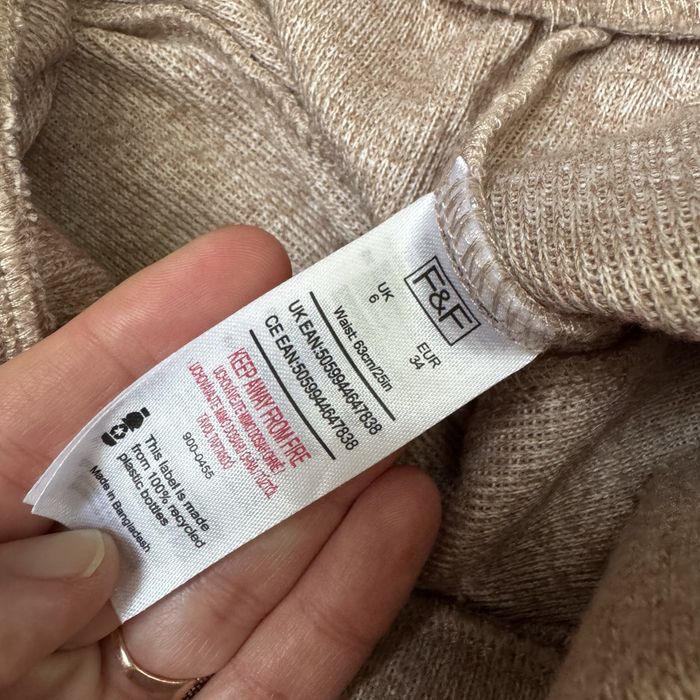 F&F
UK EUR
6 34
Waist: 63cm/25in
UK EAN:5059944647838
CE EAN:5059944647838
KEEP AWAY FROM FIRE
900-0455
This label is made
from 100% recycled
plastic bottles
Made in Bangladesh